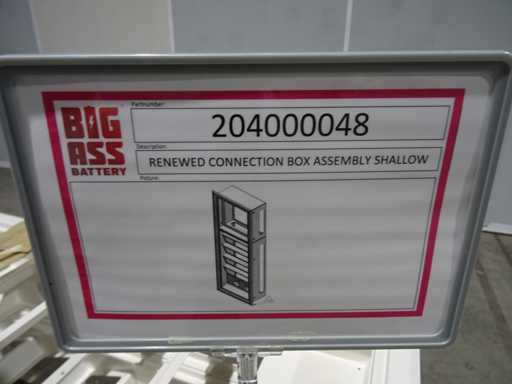 BIG
ASS
BATTERY
Partnumber:
204000048
Description:
RENEWED CONNECTION BOX ASSEMBLY SHALLOW
Picture: